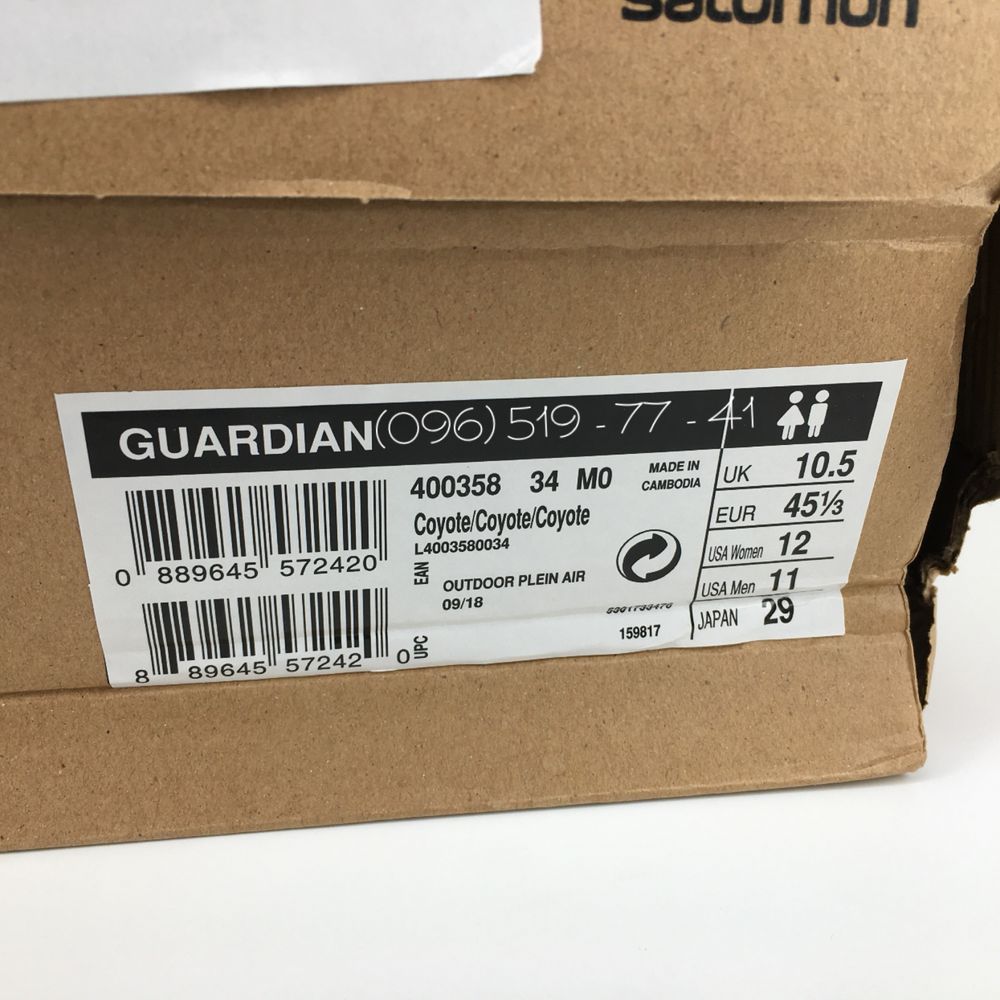 salomon
GUARDIAN (096) 519 - 77 - 41
400358 34 M0
MADE IN
CAMBODIA
Coyote/Coyote/Coyote
L4003580034
EAN
0 889645 572420
OUTDOOR PLEIN AIR
09/18
159817
8 89645 57242 0
UPC
UK 10.5
EUR 45⅓
USA Women 12
USA Men 11
JAPAN 29